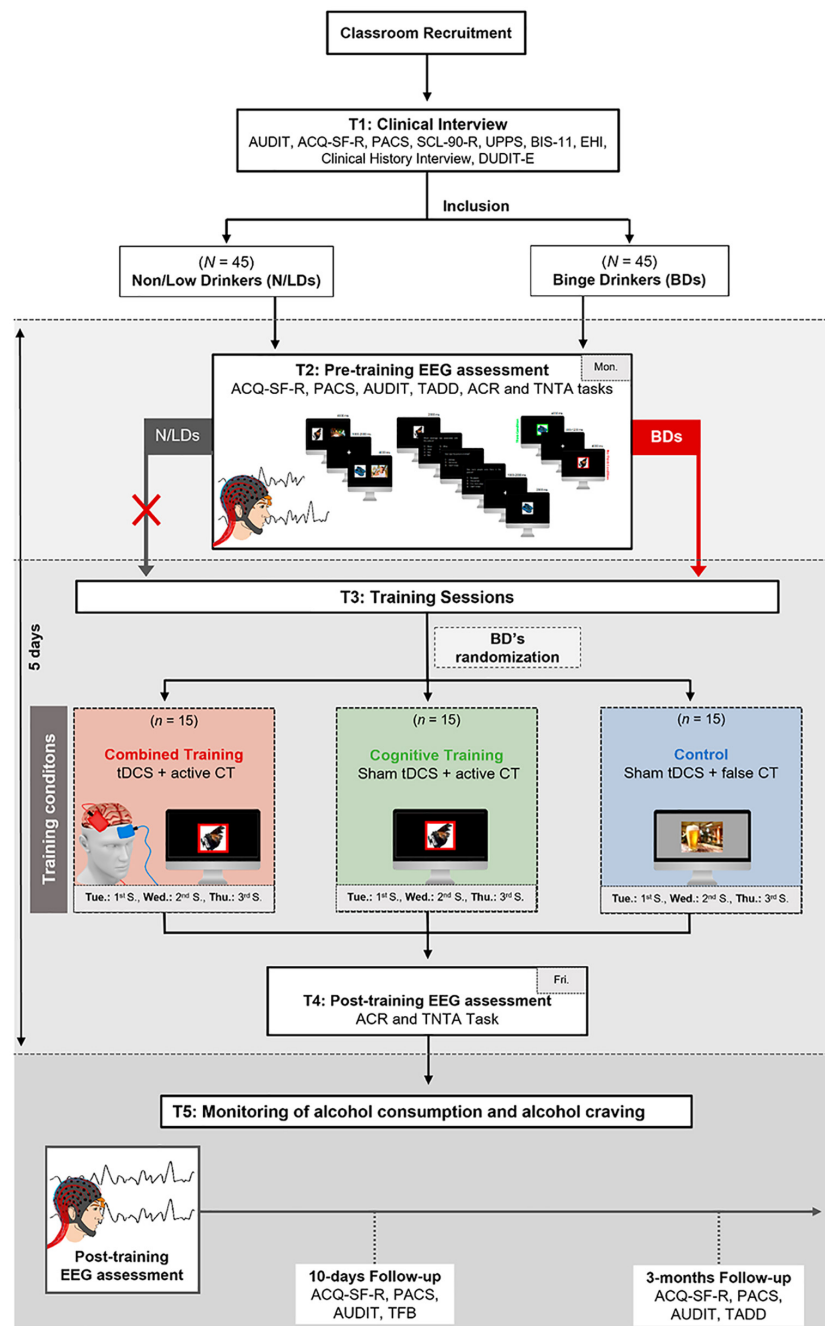 Classroom Recruitment
T1: Clinical Interview
AUDIT, ACQ-SF-R, PACS, SCL-90-R, UPPS, BIS-11, EHI,
Clinical History Interview, DUDIT-E
Inclusion
(N = 45)
Non/Low Drinkers (N/LDs)
(N = 45)
Binge Drinkers (BDs)
5 days
T2: Pre-training EEG assessment
Mon.
ACQ-SF-R, PACS, AUDIT, TADD, ACR and TNTA tasks
N/LDs
BDs
T3: Training Sessions
BD's
randomization
Training conditons
(n = 15)
Combined Training
tDCS + active CT
Tue.: 1st S., Wed.: 2nd S., Thu.: 3rd S.
(n = 15)
Cognitive Training
Sham tDCS + active CT
Tue.: 1st S., Wed.: 2nd S., Thu.: 3rd S.
(n = 15)
Control
Sham tDCS + false CT
Tue.: 1st S., Wed.: 2nd S., Thu.: 3rd S.
Fri.
T4: Post-training EEG assessment
ACR and TNTA Task
T5: Monitoring of alcohol consumption and alcohol craving
Post-training
EEG assessment
10-days Follow-up
ACQ-SF-R, PACS,
AUDIT, TFB
3-months Follow-up
ACQ-SF-R, PACS,
AUDIT, TADD